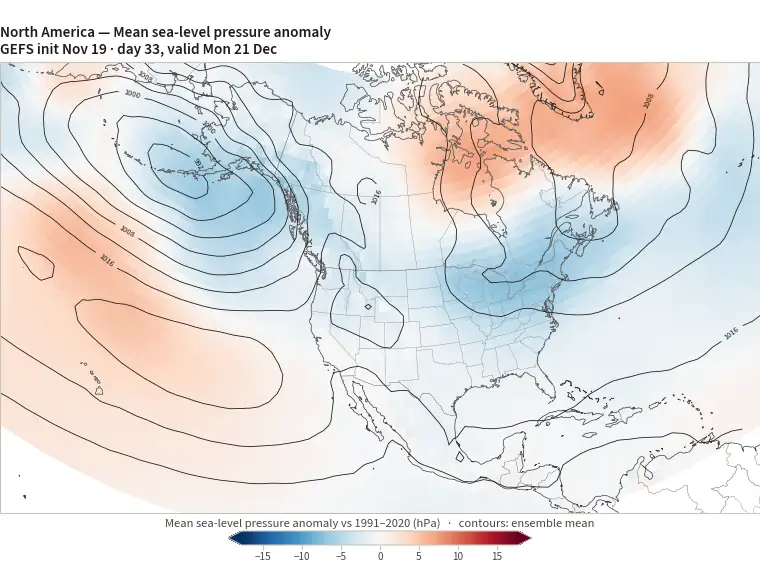 North America — Mean sea-level pressure anomaly
GEFS init Nov 19 · day 33, valid Mon 21 Dec
1008
1000
1008
1016
1008
1016
1016
Mean sea-level pressure anomaly vs 1991–2020 (hPa) · contours: ensemble mean
−15 −10 −5 0 5 10 15